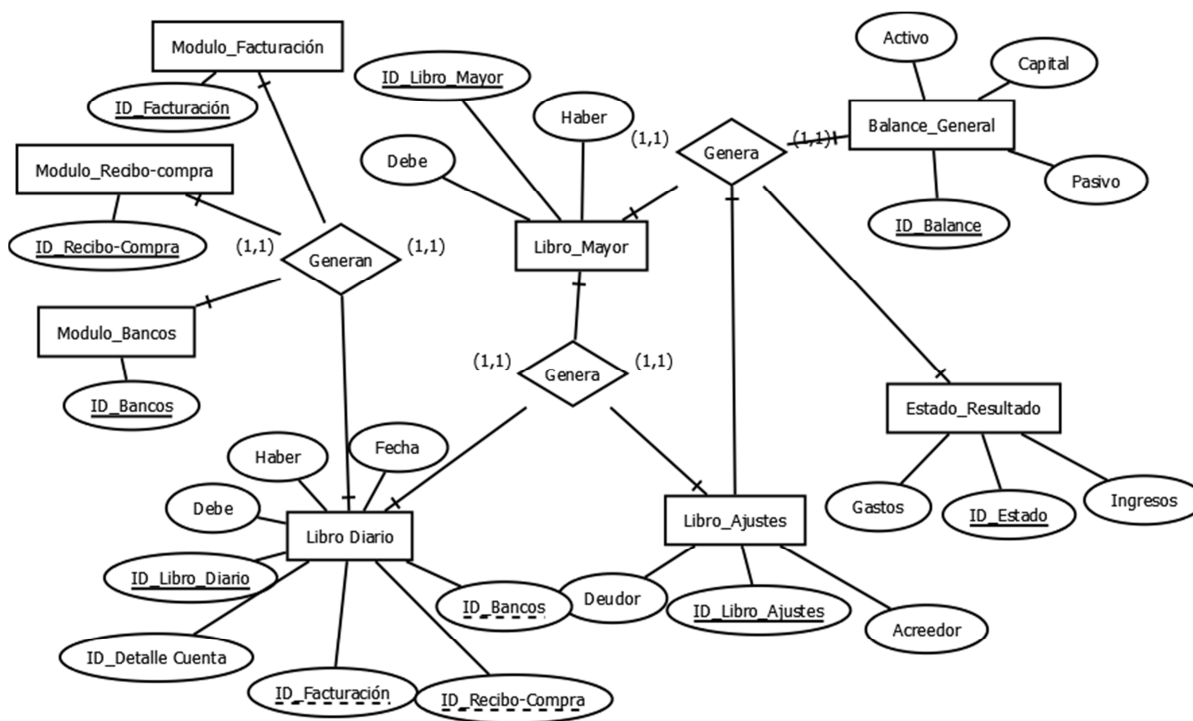 Modulo_Facturación
ID_Facturación
Modulo_Recibo-compra
ID_Recibo-Compra
(1,1)
Generan
(1,1)
Modulo_Bancos
ID_Bancos
ID_Libro_Mayor
Haber
Debe
Libro_Mayor
(1,1)
Genera
(1,1)
Activo
Capital
Balance_General
Pasivo
ID_Balance
(1,1)
Genera
(1,1)
Estado_Resultado
Gastos
ID_Estado
Ingresos
Haber
Fecha
Debe
Libro Diario
ID_Libro_Diario
ID_Detalle Cuenta
ID_Facturación
ID_Recibo-Compra
ID_Bancos
Libro_Ajustes
Deudor
ID_Libro_Ajustes
Acreedor